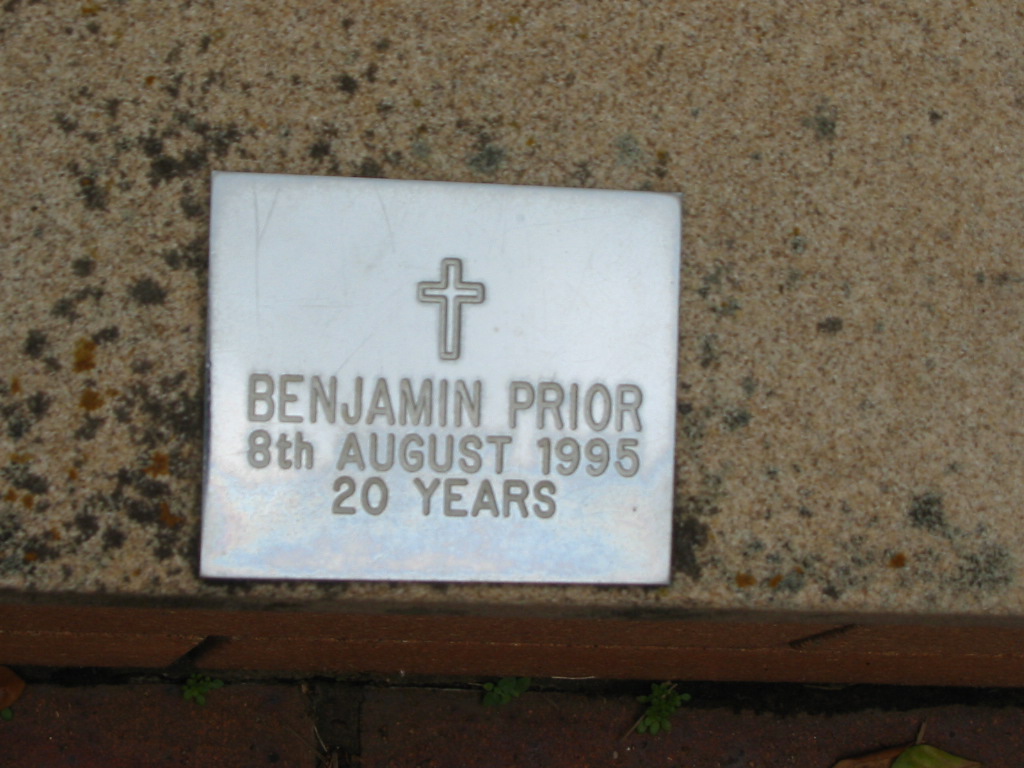 BENJAMIN PRIOR
8th AUGUST 1995
20 YEARS